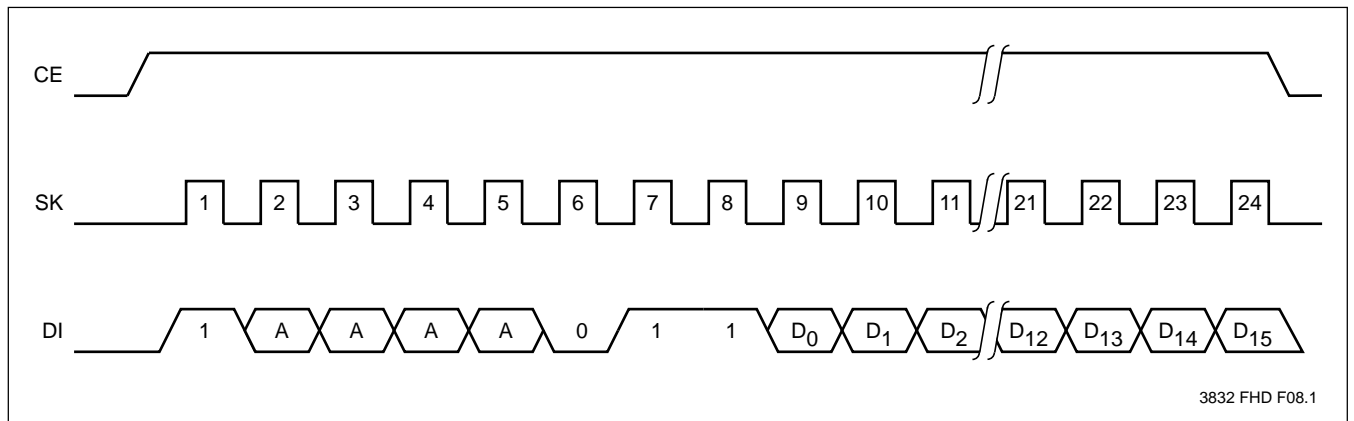 CE
SK 1 2 3 4 5 6 7 8 9 10 11 21 22 23 24
DI 1 A A A A 0 1 1 D0 D1 D2 D12 D13 D14 D15
3832 FHD F08.1